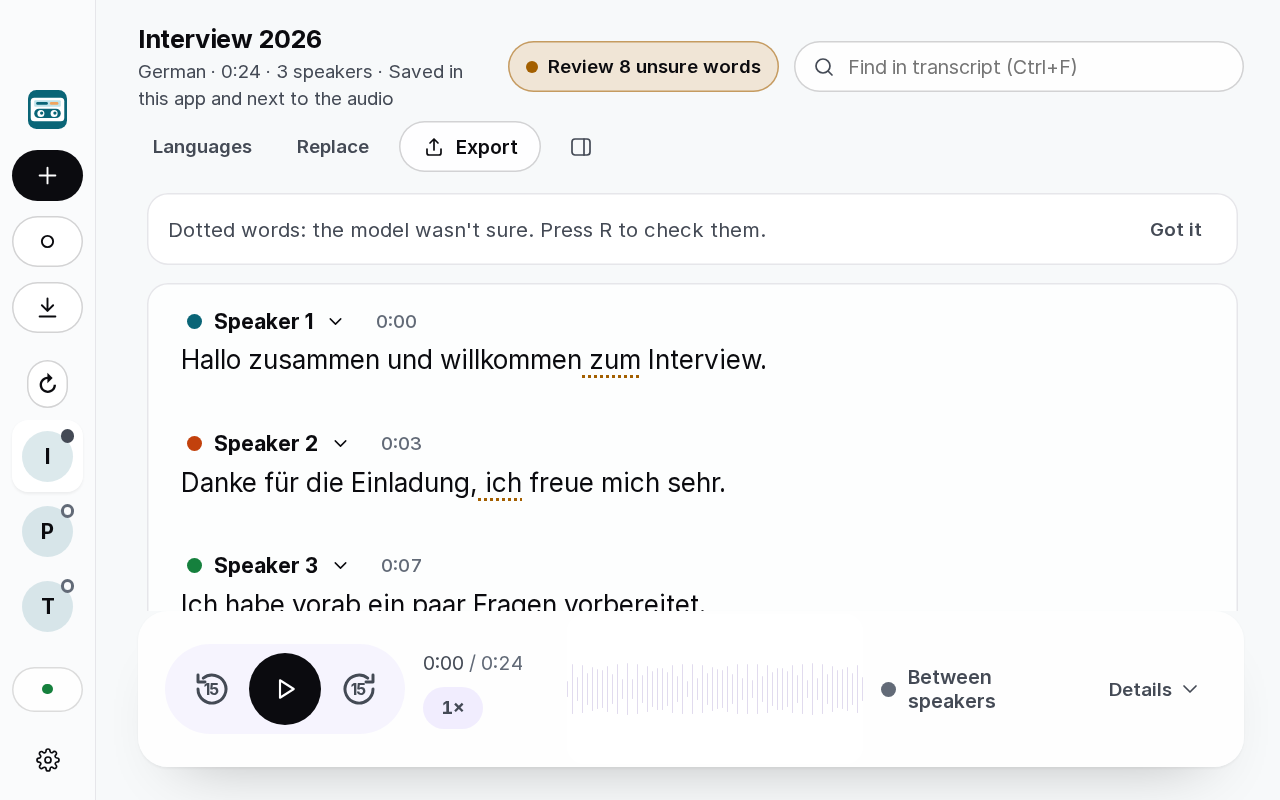 Interview 2026
German · 0:24 · 3 speakers · Saved in
this app and next to the audio
Review 8 unsure words
Find in transcript (Ctrl+F)
Languages
Replace
Export
Dotted words: the model wasn't sure. Press R to check them.
Got it
Speaker 1 0:00
Hallo zusammen und willkommen zum Interview.
Speaker 2 0:03
Danke für die Einladung, ich freue mich sehr.
Speaker 3 0:07
Ich habe vorab ein paar Fragen vorbereitet.
I
P
T
15
15
0:00 / 0:24
1×
Between
speakers
Details